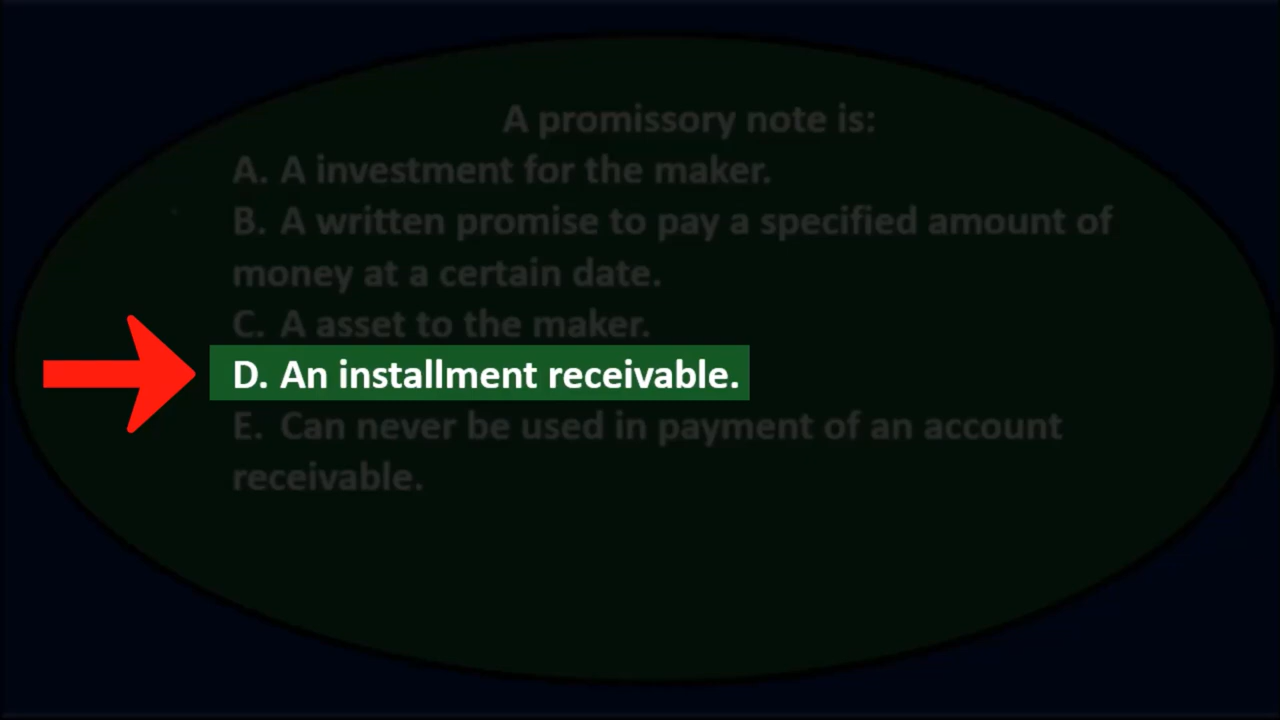 A promissory note is:
A. A investment for the maker.
B. A written promise to pay a specified amount of
money at a certain date.
C. A asset to the maker.
D. An installment receivable.
E. Can never be used in payment of an account
receivable.